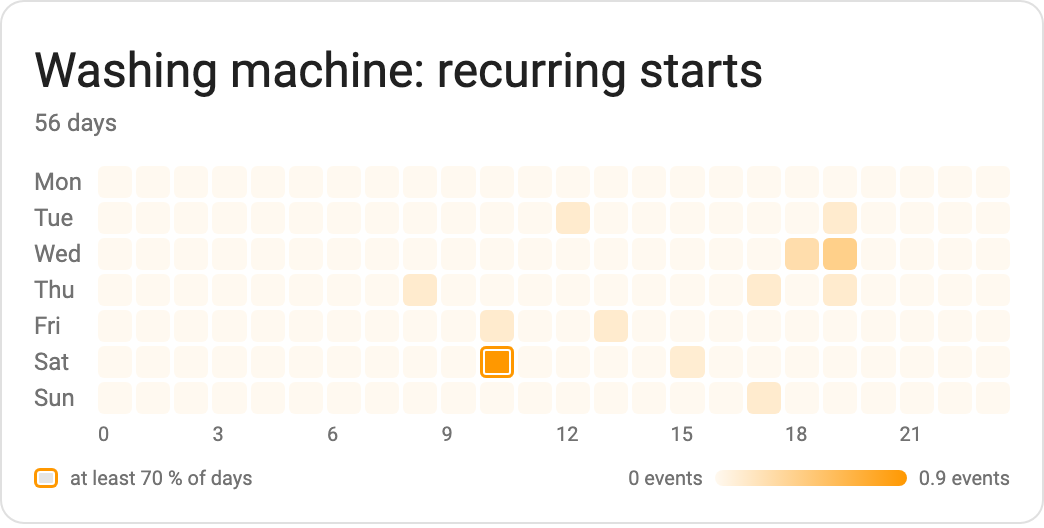 Washing machine: recurring starts
56 days
Mon
Tue
Wed
Thu
Fri
Sat
Sun
0 3 6 9 12 15 18 21
at least 70 % of days 0 events 0.9 events